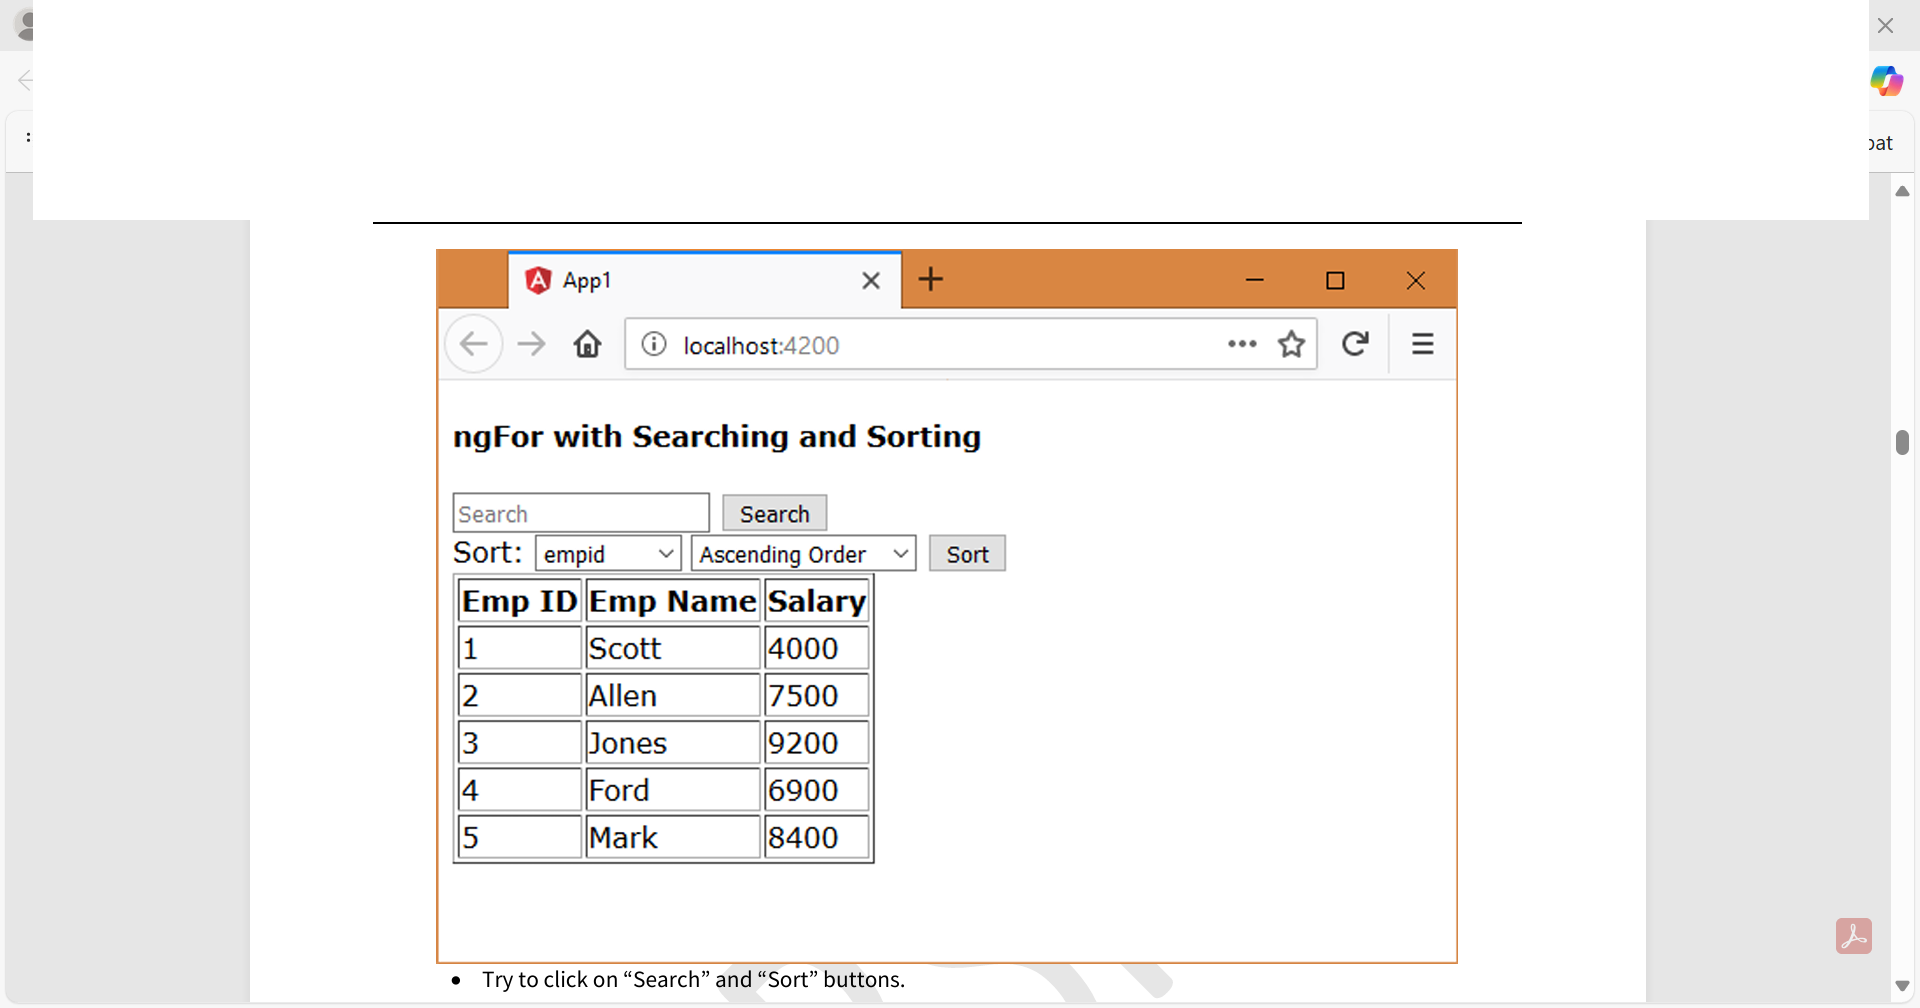 App1
localhost:4200
ngFor with Searching and Sorting
Search Search
Sort: empid Ascending Order Sort
Emp ID Emp Name Salary
1 Scott 4000
2 Allen 7500
3 Jones 9200
4 Ford 6900
5 Mark 8400
• Try to click on “Search” and “Sort” buttons.